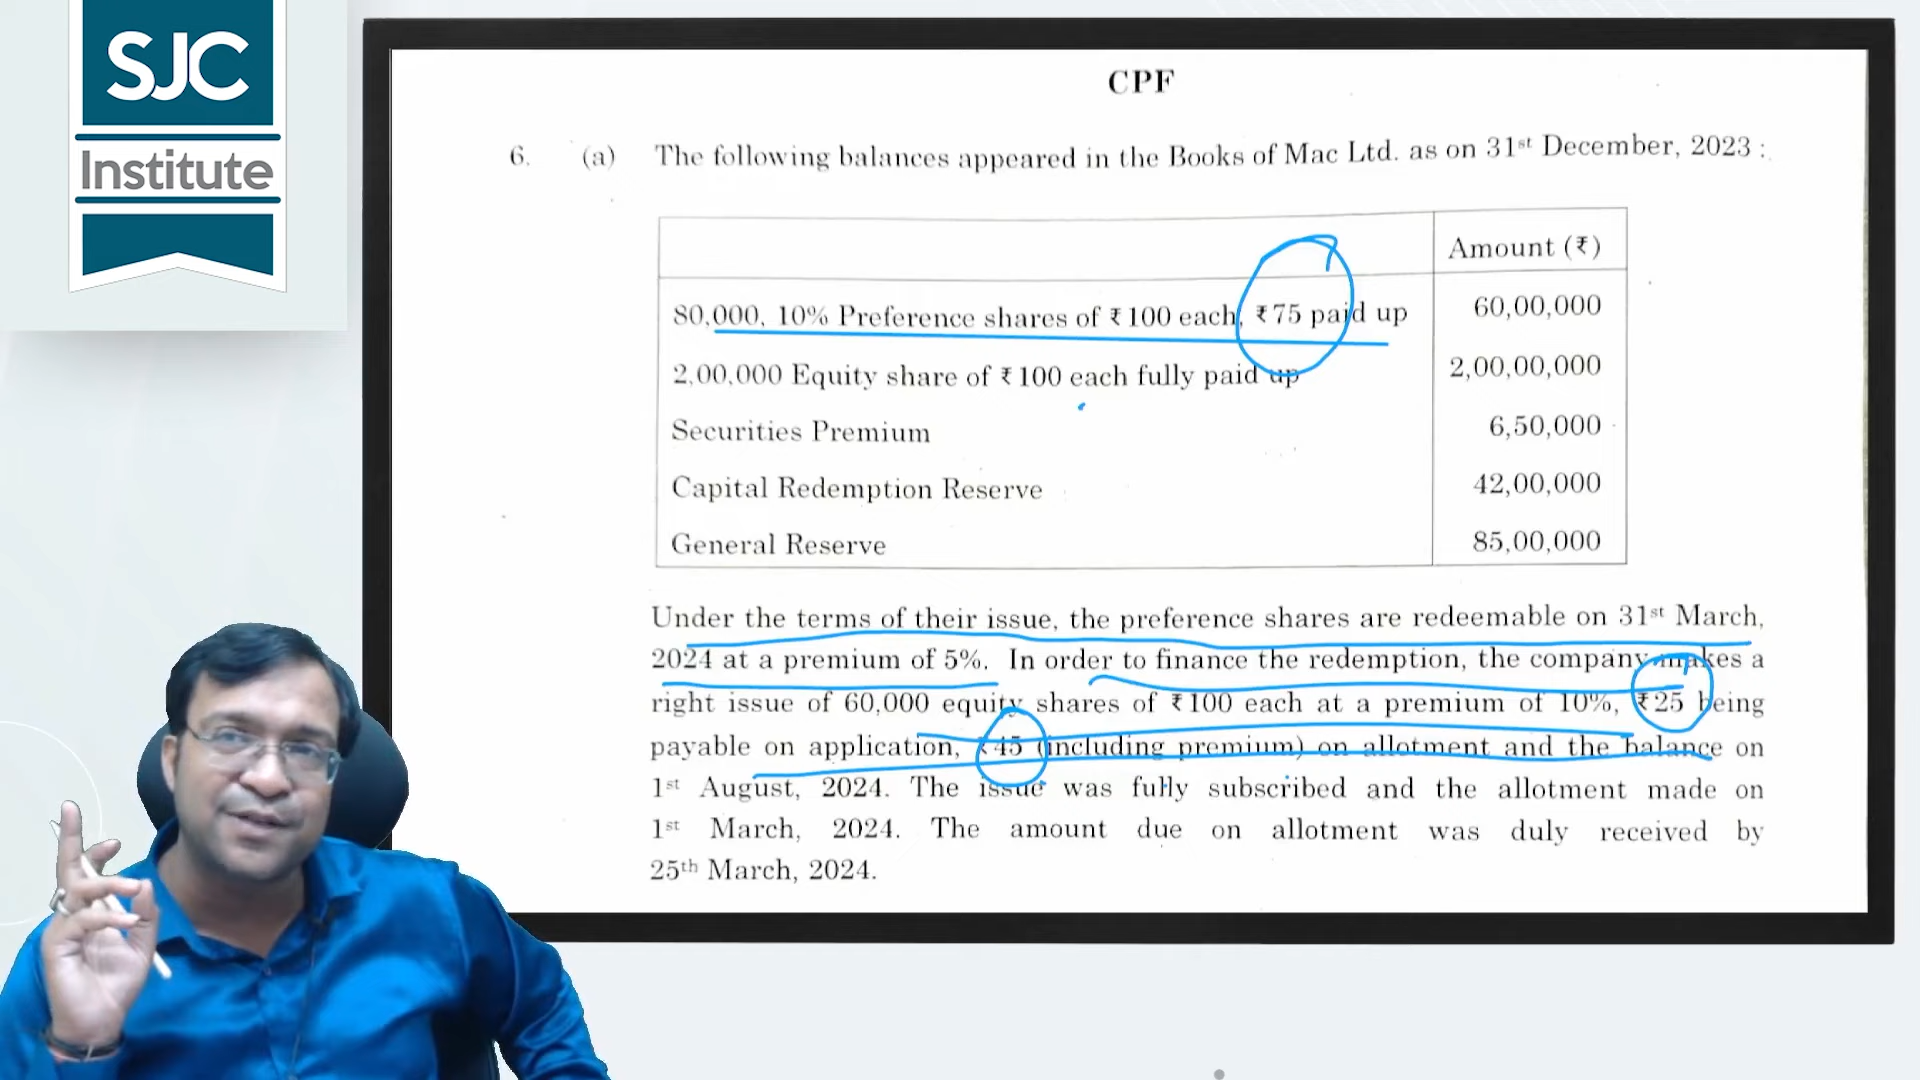 SJC
Institute
CPF
6. (a) The following balances appeared in the Books of Mac Ltd. as on 31st December, 2023 :
Amount (₹)
80,000, 10% Preference shares of ₹100 each, ₹75 paid up 60,00,000
2,00,000 Equity share of ₹100 each fully paid up 2,00,00,000
Securities Premium 6,50,000
Capital Redemption Reserve 42,00,000
General Reserve 85,00,000
Under the terms of their issue, the preference shares are redeemable on 31st March,
2024 at a premium of 5%. In order to finance the redemption, the company makes a
right issue of 60,000 equity shares of ₹100 each at a premium of 10%, ₹25 being
payable on application, ₹45 (including premium) on allotment and the balance on
1st August, 2024. The issue was fully subscribed and the allotment made on
1st March, 2024. The amount due on allotment was duly received by
25th March, 2024.